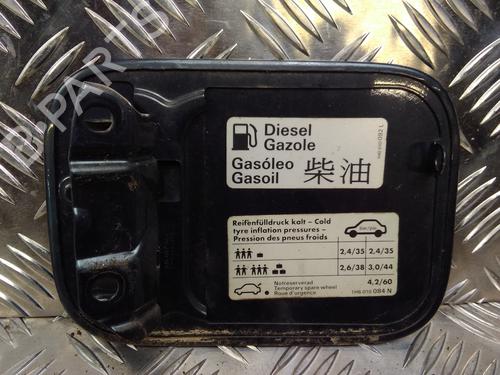 B PARTS
Diesel
Gazole
Gasóleo
Gasoil 柴油
Reifenfülldruck kalt – Cold
tyre inflation pressures –
Pression des pneus froids
bar/psi
2,4/35 2,4/35
2,6/38 3,0/44
Notreserverad
Temporary spare wheel
Roue d'urgence
4,2/60
1H6 010 084 N